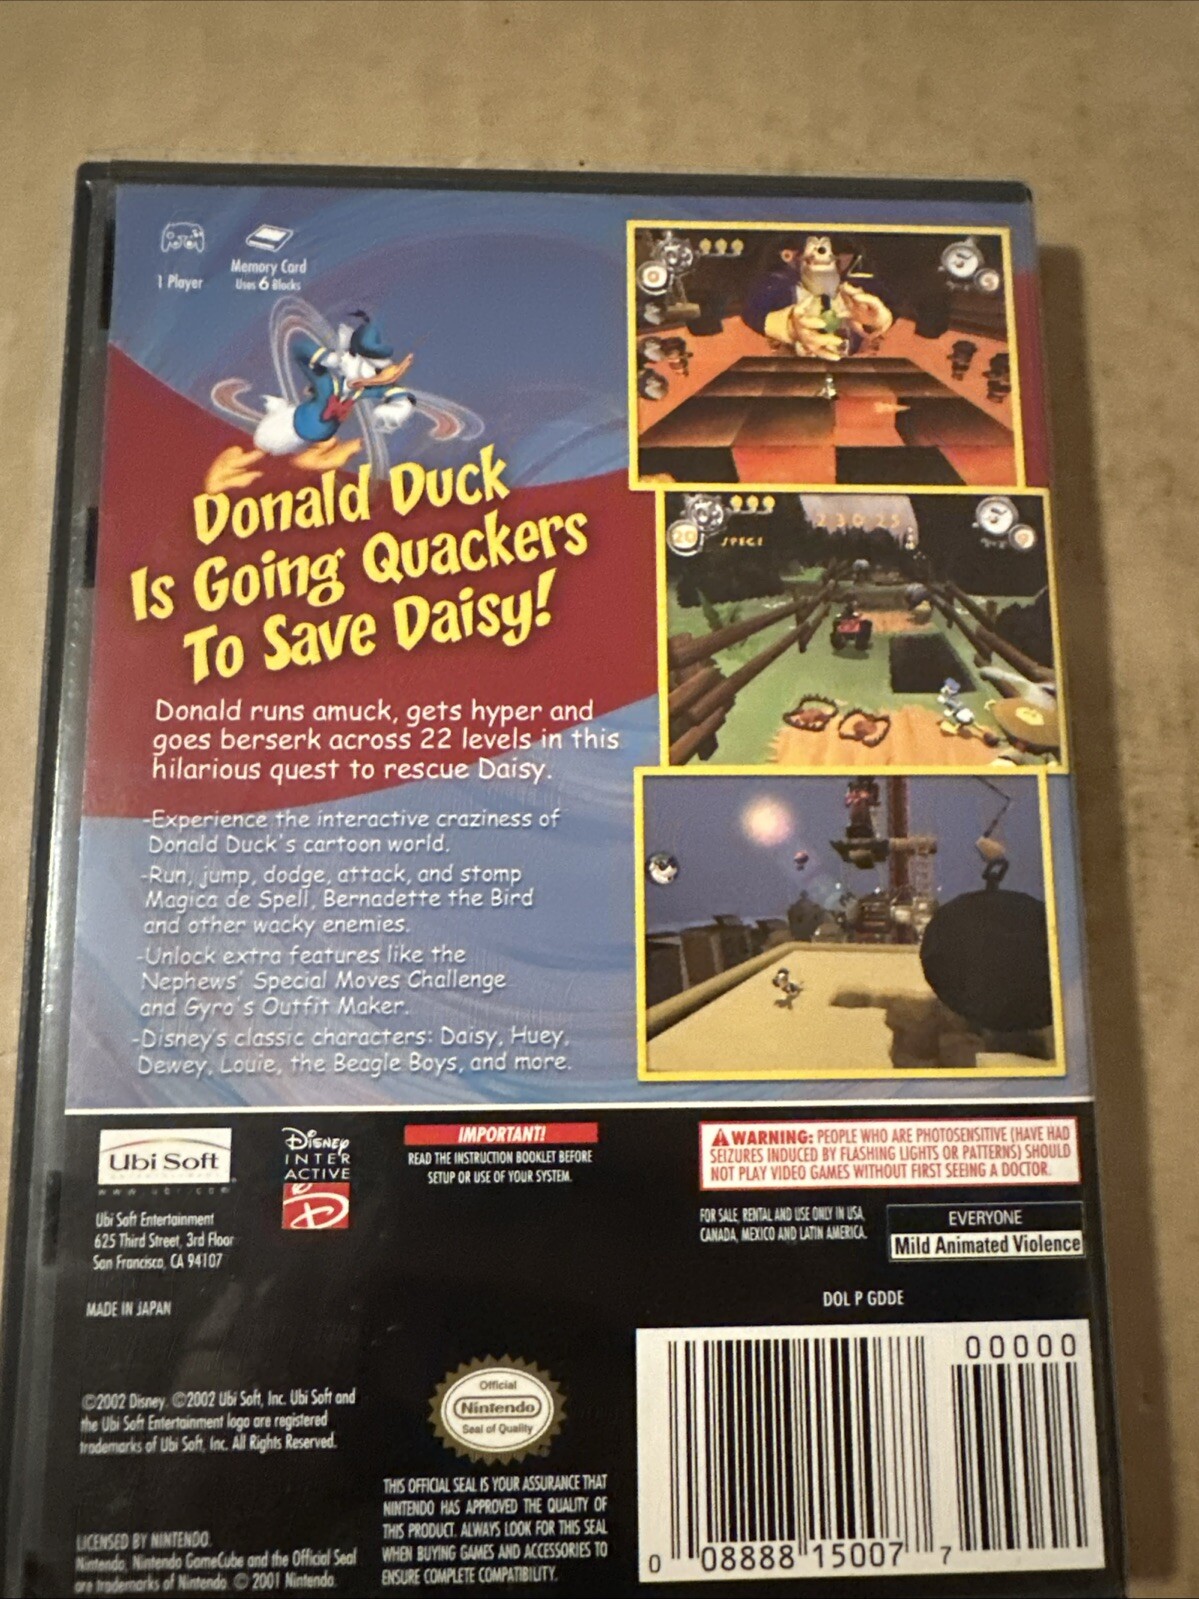 1 Player
Memory Card
Uses 6 Blocks
Donald Duck
Is Going Quackers
To Save Daisy!
Donald runs amuck, gets hyper and
goes berserk across 22 levels in this
hilarious quest to rescue Daisy.
-Experience the interactive craziness of
Donald Duck's cartoon world.
-Run, jump, dodge, attack, and stomp
Magica de Spell, Bernadette the Bird
and other wacky enemies.
-Unlock extra features like the
Nephews' Special Moves Challenge
and Gyro's Outfit Maker.
-Disney's classic characters: Daisy, Huey,
Dewey, Louie, the Beagle Boys, and more.
0
5
20
2 3 0 2 5
9
Ubi Soft
www.ubi.com
Ubi Soft Entertainment
625 Third Street, 3rd Floor
San Francisco, CA 94107
MADE IN JAPAN
DISNEY
INTER
ACTIVE
D
IMPORTANT!
READ THE INSTRUCTION BOOKLET BEFORE
SETUP OR USE OF YOUR SYSTEM.
WARNING: PEOPLE WHO ARE PHOTOSENSITIVE (HAVE HAD
SEIZURES INDUCED BY FLASHING LIGHTS OR PATTERNS) SHOULD
NOT PLAY VIDEO GAMES WITHOUT FIRST SEEING A DOCTOR.
FOR SALE, RENTAL AND USE ONLY IN USA,
CANADA, MEXICO AND LATIN AMERICA.
EVERYONE
Mild Animated Violence
DOL P GDDE
©2002 Disney. ©2002 Ubi Soft, Inc. Ubi Soft and
the Ubi Soft Entertainment logo are registered
trademarks of Ubi Soft, Inc. All Rights Reserved.
LICENSED BY NINTENDO.
Nintendo, Nintendo GameCube and the Official Seal
are trademarks of Nintendo. © 2001 Nintendo.
Official
Nintendo
Seal of Quality
THIS OFFICIAL SEAL IS YOUR ASSURANCE THAT
NINTENDO HAS APPROVED THE QUALITY OF
THIS PRODUCT. ALWAYS LOOK FOR THIS SEAL
WHEN BUYING GAMES AND ACCESSORIES TO
ENSURE COMPLETE COMPATIBILITY.
00000
0 08888 15007 7